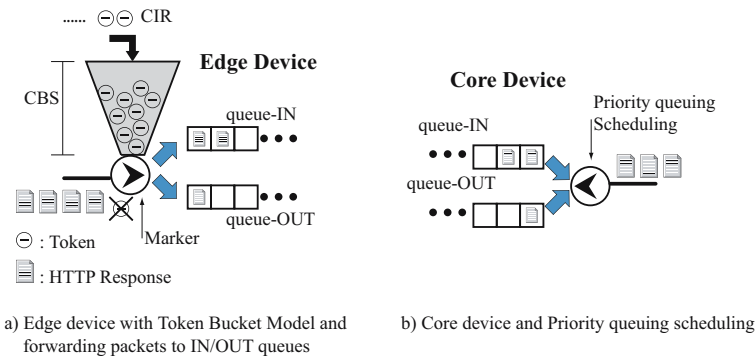 ...... CIR
Edge Device
CBS
queue-IN
queue-OUT
Marker
: Token
: HTTP Response
a) Edge device with Token Bucket Model and
forwarding packets to IN/OUT queues
Core Device
Priority queuing
Scheduling
queue-IN
queue-OUT
b) Core device and Priority queuing scheduling